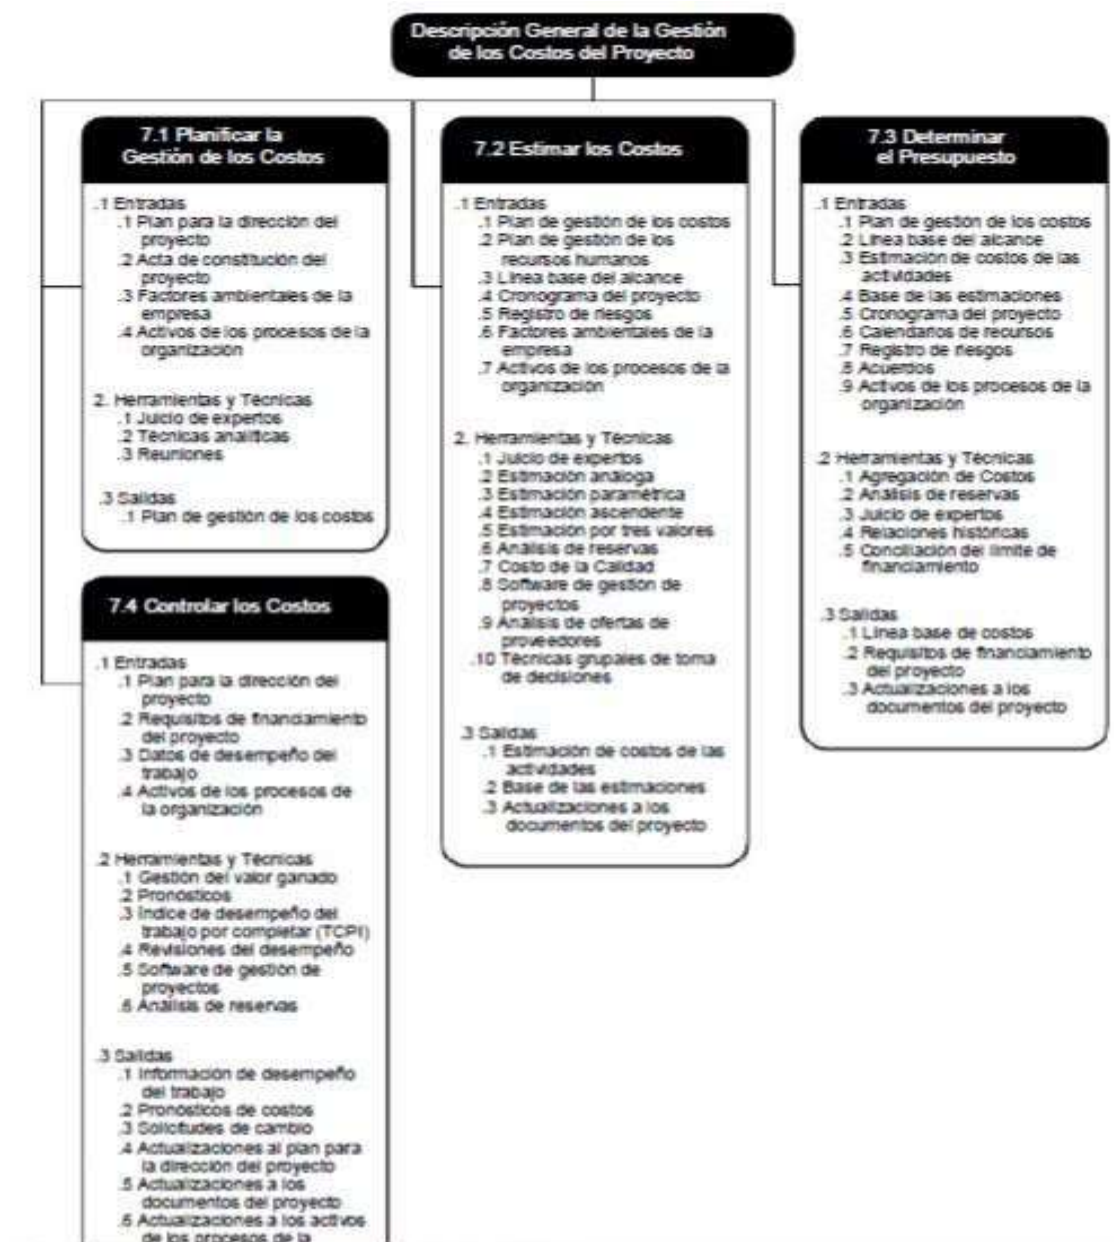 Descripción General de la Gestión
de los Costos del Proyecto
7.1 Planificar la
Gestión de los Costos
.1 Entradas
.1 Plan para la dirección del
proyecto
.2 Acta de constitución del
proyecto
.3 Factores ambientales de la
empresa
.4 Activos de los procesos de la
organización
2. Herramientas y Técnicas
.1 Juicio de expertos
.2 Técnicas analíticas
.3 Reuniones
.3 Salidas
.1 Plan de gestión de los costos
7.2 Estimar los Costos
.1 Entradas
.1 Plan de gestión de los costos
.2 Plan de gestión de los
recursos humanos
.3 Línea base del alcance
.4 Cronograma del proyecto
.5 Registro de riesgos
.6 Factores ambientales de la
empresa
.7 Activos de los procesos de la
organización
2. Herramientas y Técnicas
.1 Juicio de expertos
.2 Estimación análoga
.3 Estimación paramétrica
.4 Estimación ascendente
.5 Estimación por tres valores
.6 Análisis de reservas
.7 Costo de la Calidad
.8 Software de gestión de
proyectos
.9 Análisis de ofertas de
proveedores
.10 Técnicas grupales de toma
de decisiones
.3 Salidas
.1 Estimación de costos de las
actividades
.2 Base de las estimaciones
.3 Actualizaciones a los
documentos del proyecto
7.3 Determinar
el Presupuesto
.1 Entradas
.1 Plan de gestión de los costos
.2 Línea base del alcance
.3 Estimación de costos de las
actividades
.4 Base de las estimaciones
.5 Cronograma del proyecto
.6 Calendarios de recursos
.7 Registro de riesgos
.8 Acuerdos
.9 Activos de los procesos de la
organización
.2 Herramientas y Técnicas
.1 Agregación de Costos
.2 Análisis de reservas
.3 Juicio de expertos
.4 Relaciones históricas
.5 Conciliación del límite de
financiamiento
.3 Salidas
.1 Línea base de costos
.2 Requisitos de financiamiento
del proyecto
.3 Actualizaciones a los
documentos del proyecto
7.4 Controlar los Costos
.1 Entradas
.1 Plan para la dirección del
proyecto
.2 Requisitos de financiamiento
del proyecto
.3 Datos de desempeño del
trabajo
.4 Activos de los procesos de
la organización
.2 Herramientas y Técnicas
.1 Gestión del valor ganado
.2 Pronósticos
.3 Índice de desempeño del
trabajo por completar (TCPI)
.4 Revisiones del desempeño
.5 Software de gestión de
proyectos
.6 Análisis de reservas
.3 Salidas
.1 Información de desempeño
del trabajo
.2 Pronósticos de costos
.3 Solicitudes de cambio
.4 Actualizaciones al plan para
la dirección del proyecto
.5 Actualizaciones a los
documentos del proyecto
.6 Actualizaciones a los activos
de los procesos de la